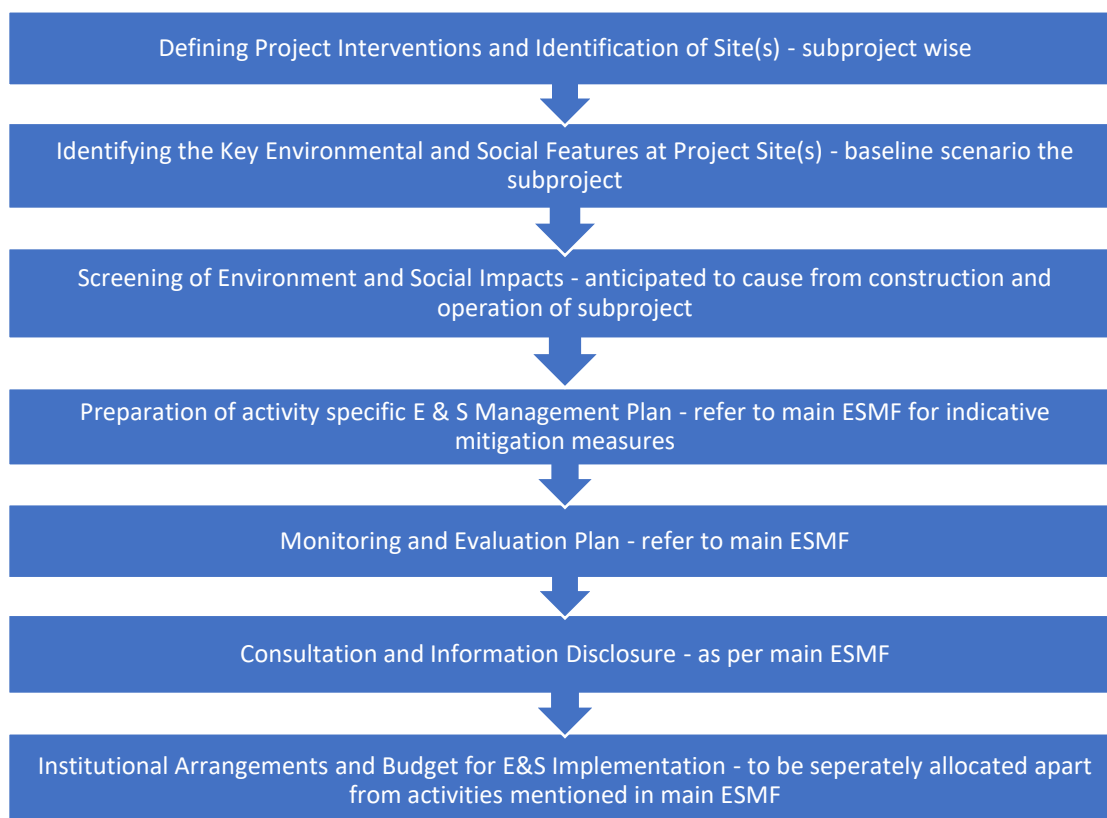 Defining Project Interventions and Identification of Site(s) - subproject wise
Identifying the Key Environmental and Social Features at Project Site(s) - baseline scenario the
subproject
Screening of Environment and Social Impacts - anticipated to cause from construction and
operation of subproject
Preparation of activity specific E & S Management Plan - refer to main ESMF for indicative
mitigation measures
Monitoring and Evaluation Plan - refer to main ESMF
Consultation and Information Disclosure - as per main ESMF
Institutional Arrangements and Budget for E&S Implementation - to be seperately allocated apart
from activities mentioned in main ESMF